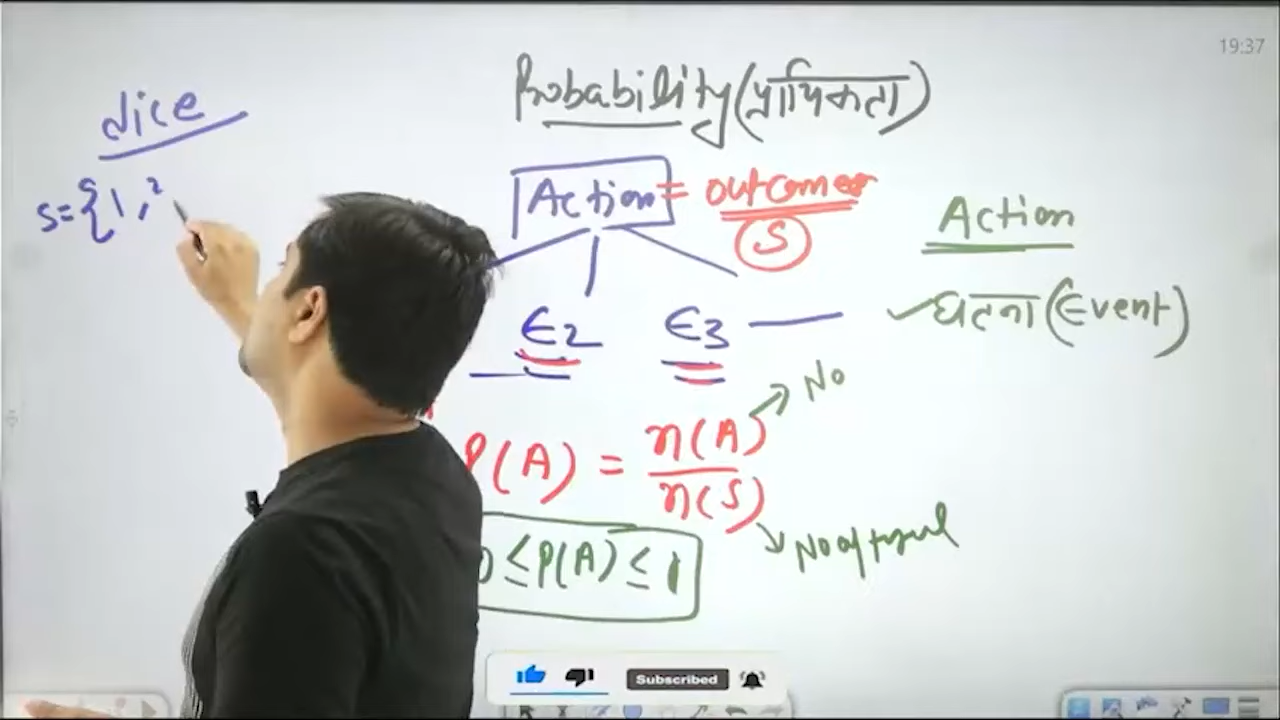 19:37
Probability (प्रायिकता)
dice
S={1,2
Action = outcomes
S
Action
E2 E3
घटना (Event)
No
P(A) = n(A)/n(S)
No of
≤P(A)≤1
Subscribed